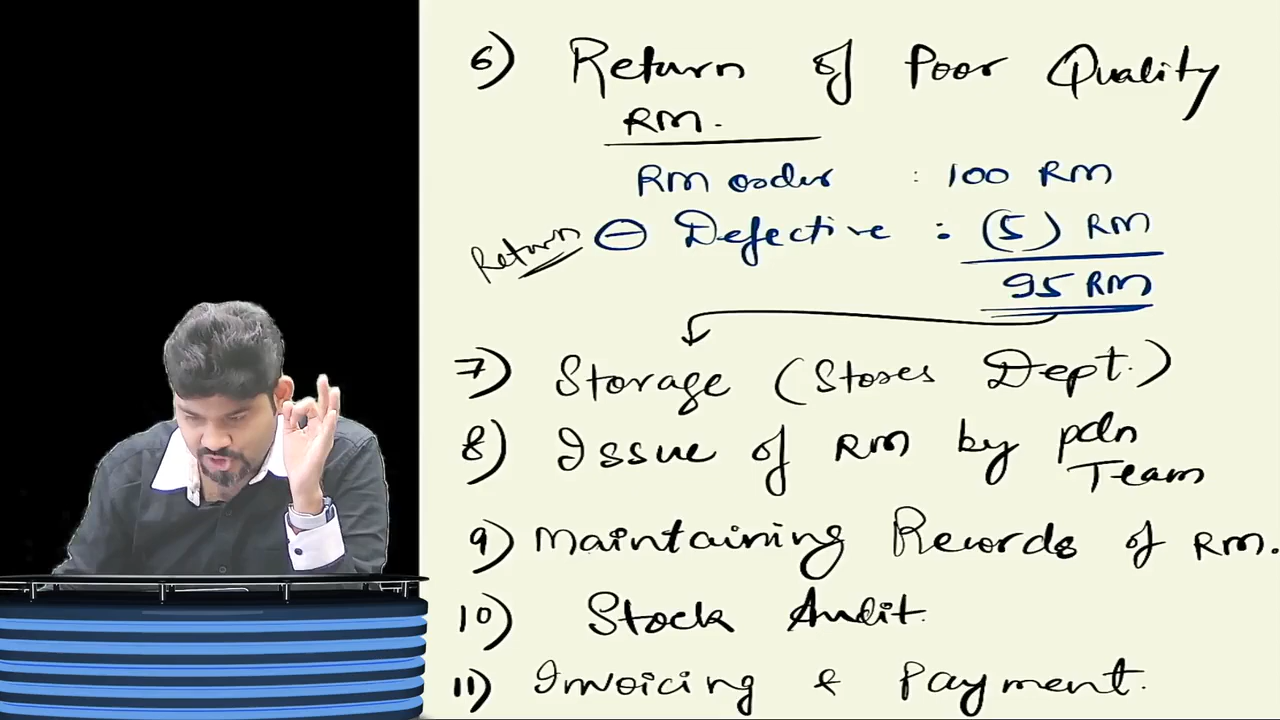 6) Return of Poor Quality
RM.
RM order : 100 RM
Return ⊖ Defective : (5) RM
95 RM
7) Storage (Stores Dept.)
8) Issue of RM by pdn
Team
9) Maintaining Records of RM.
10) Stock Audit.
11) Invoicing & Payment.